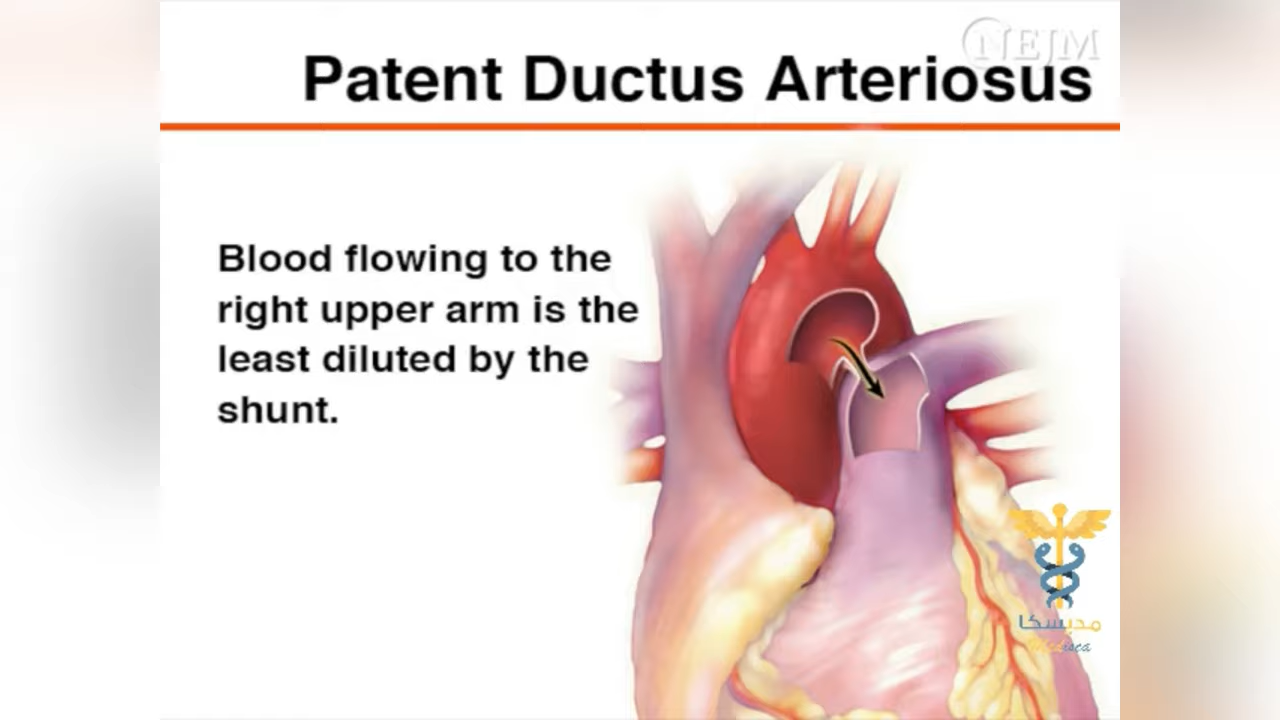 NEJM
Patent Ductus Arteriosus
Blood flowing to the
right upper arm is the
least diluted by the
shunt.
مديسكا
Medisca